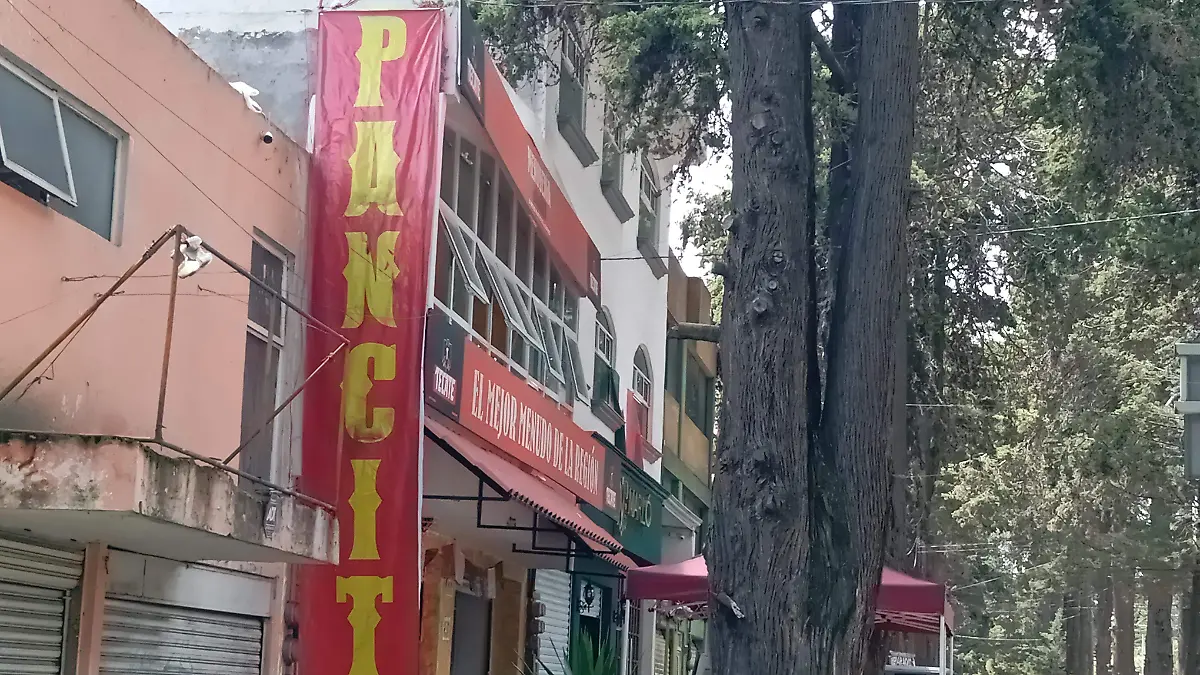 PANCIT
TECATE
EL MEJOR MENUDO DE LA REGIÓN